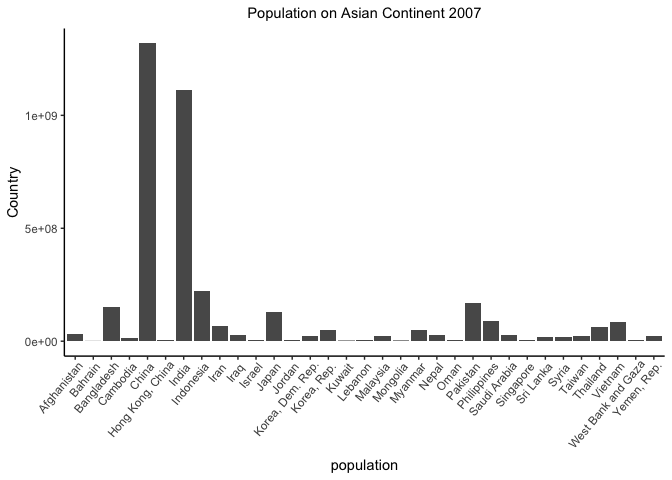 Population on Asian Continent 2007
Country
1e+09
5e+08
0e+00
Afghanistan
Bahrain
Bangladesh
Cambodia
China
Hong Kong, China
India
Indonesia
Iran
Iraq
Israel
Japan
Jordan
Korea, Dem. Rep.
Korea, Rep.
Kuwait
Lebanon
Malaysia
Mongolia
Myanmar
Nepal
Oman
Pakistan
Philippines
Saudi Arabia
Singapore
Sri Lanka
Syria
Taiwan
Thailand
Vietnam
West Bank and Gaza
Yemen, Rep.
population